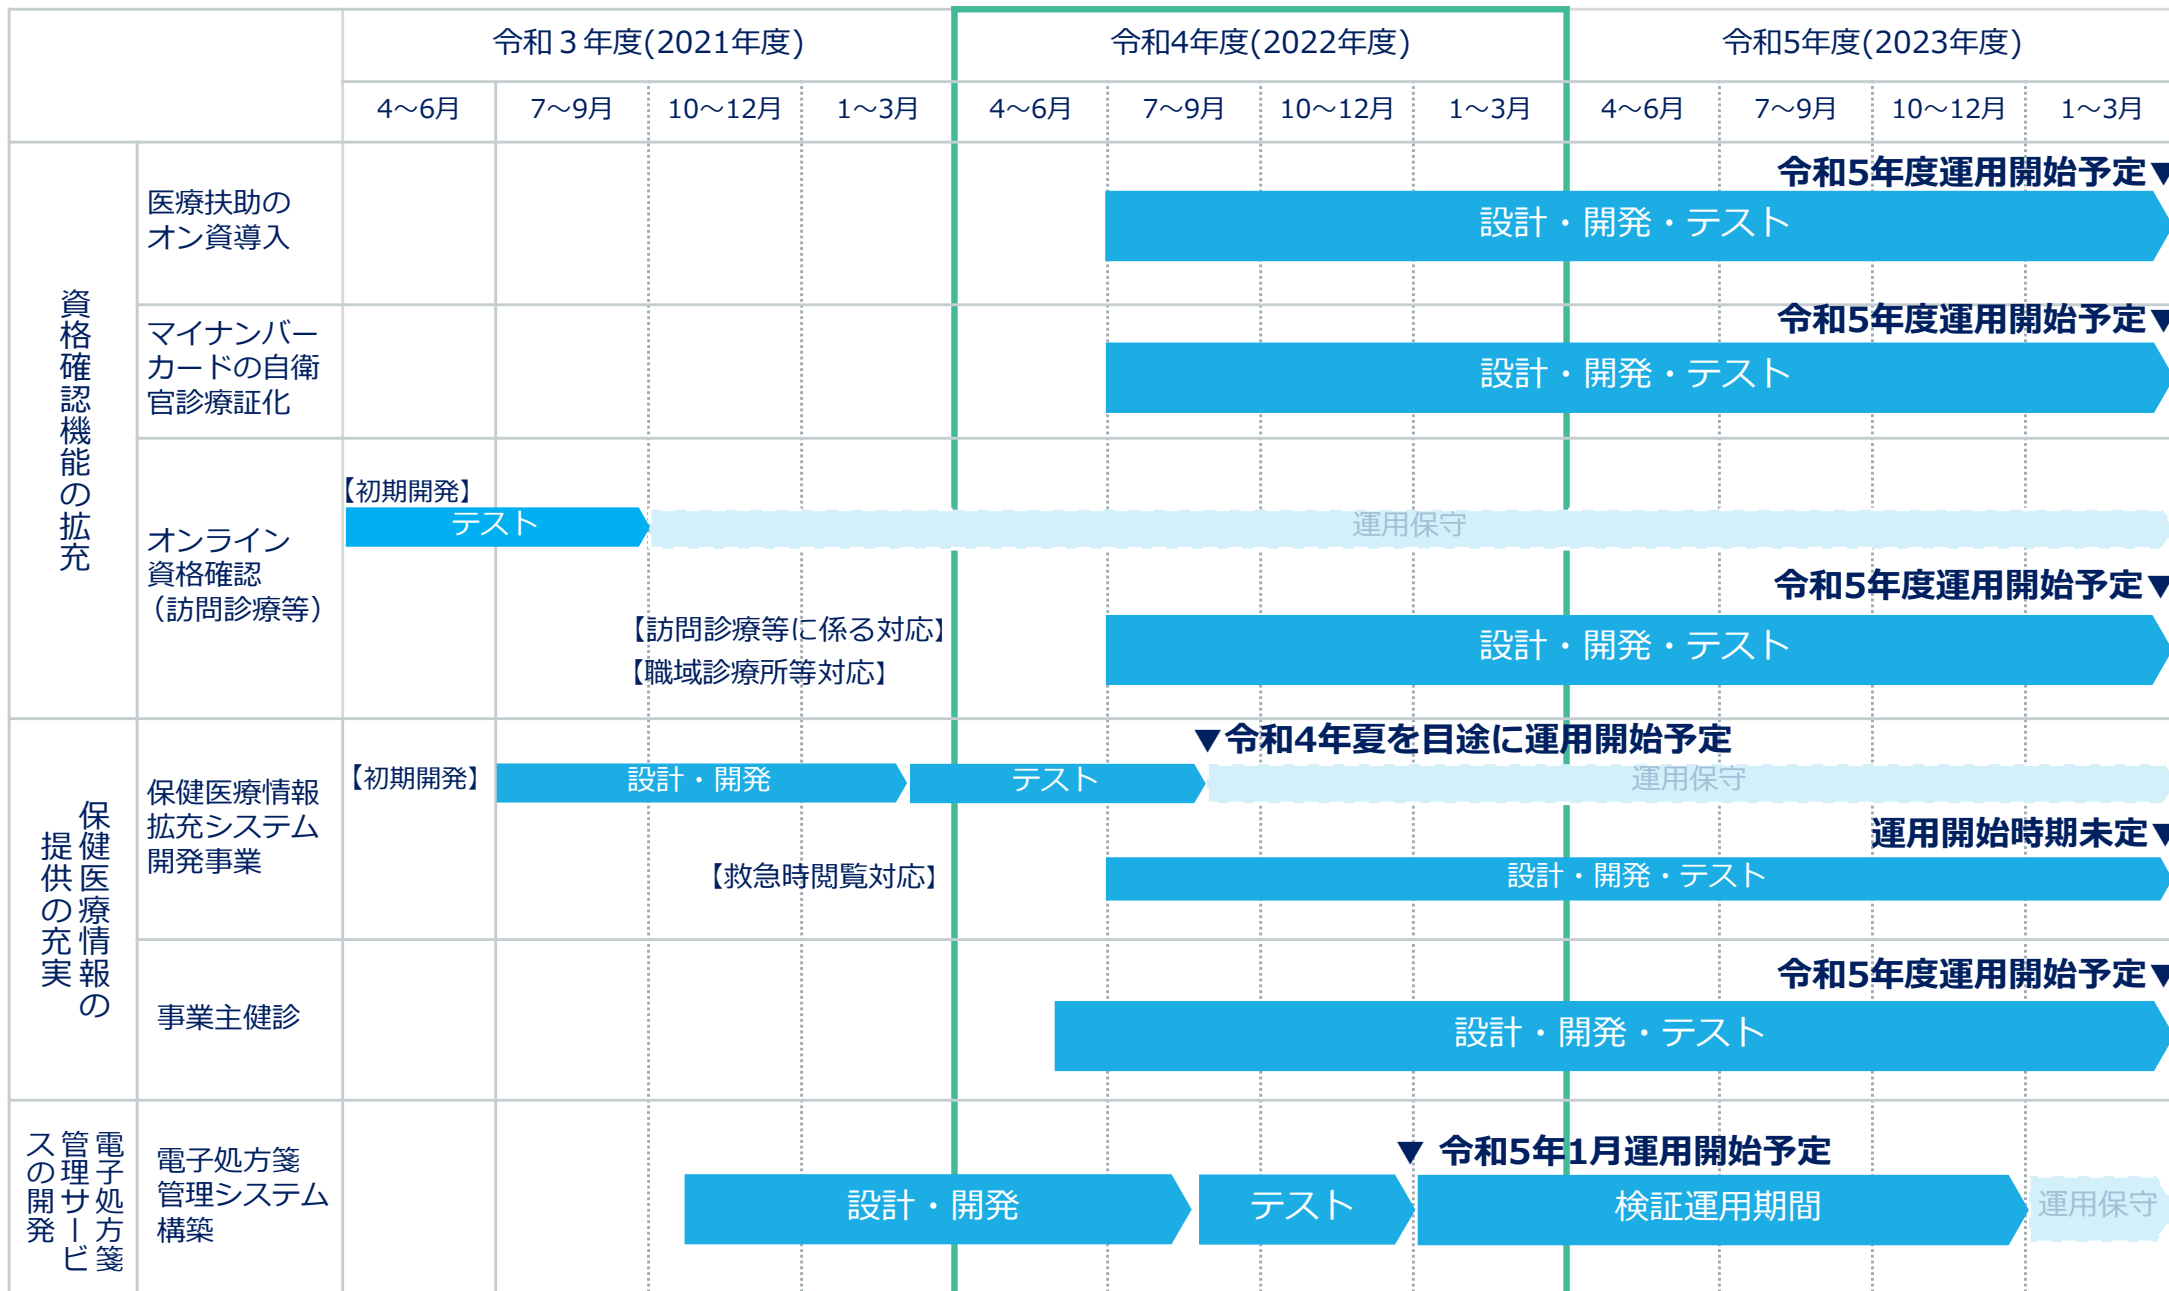 令和３年度(2021年度)
令和4年度(2022年度)
令和5年度(2023年度)
4～6月
7～9月
10～12月
1～3月
4～6月
7～9月
10～12月
1～3月
4～6月
7～9月
10～12月
1～3月
資格確認機能の拡充
医療扶助の
オン資導入
令和5年度運用開始予定▼
設計・開発・テスト
マイナンバー
カードの自衛
官診療証化
令和5年度運用開始予定▼
設計・開発・テスト
オンライン
資格確認
（訪問診療等）
【初期開発】
テスト
運用保守
令和5年度運用開始予定▼
【訪問診療等に係る対応】
【職域診療所等対応】
設計・開発・テスト
保健医療情報の
提供の充実
保健医療情報
拡充システム
開発事業
▼令和4年夏を目途に運用開始予定
【初期開発】
設計・開発
テスト
運用保守
運用開始時期未定▼
【救急時閲覧対応】
設計・開発・テスト
事業主健診
令和5年度運用開始予定▼
設計・開発・テスト
電子処方箋
管理サービ
スの開発
電子処方箋
管理システム
構築
▼ 令和5年1月運用開始予定
設計・開発
テスト
検証運用期間
運用保守